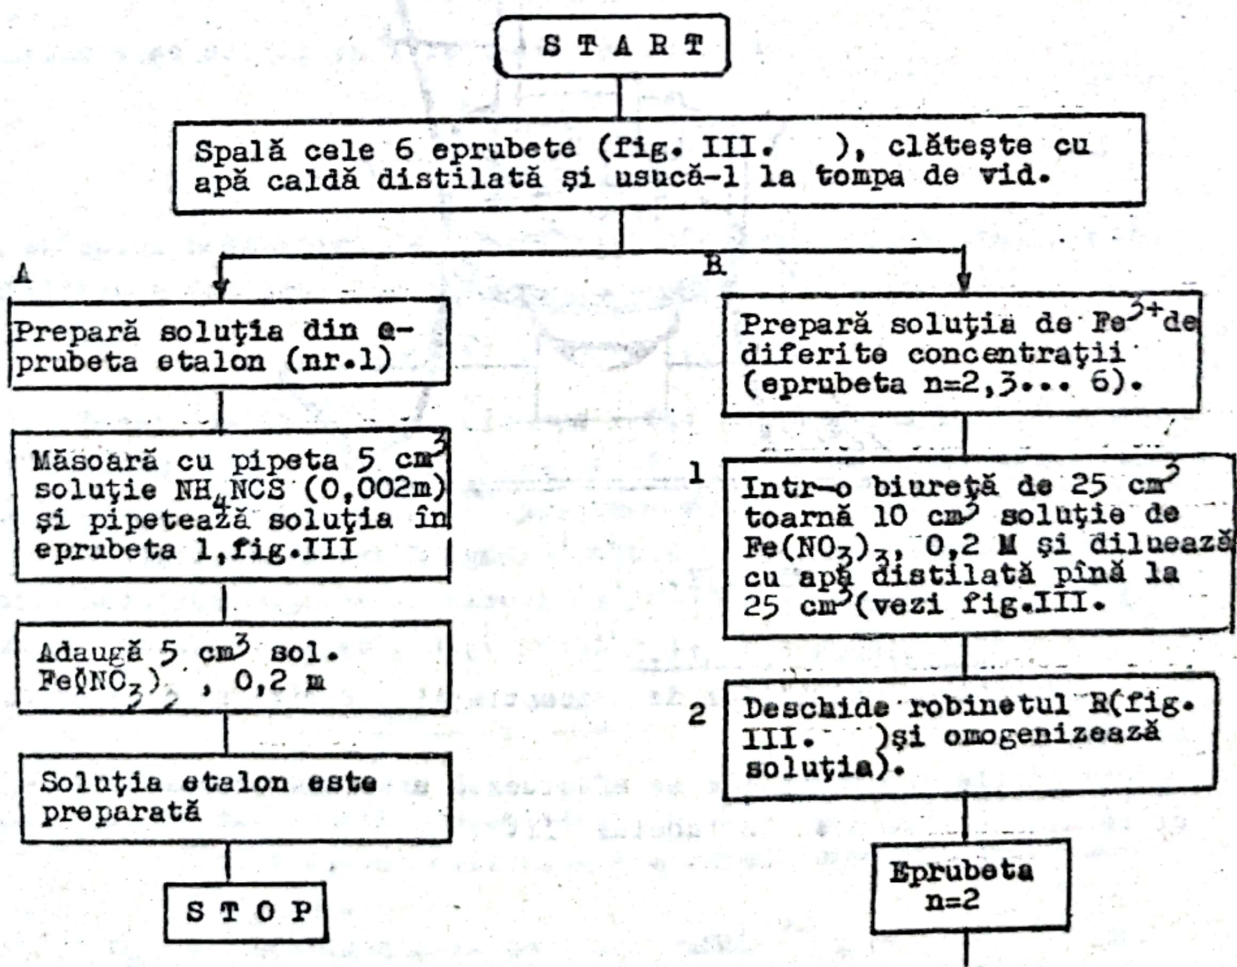 S T A R T
Spală cele 6 eprubete (fig. III. ), clătește cu
apă caldă distilată și usucă-l la tompa de vid.
A
Prepară soluția din e-
prubeta etalon (nr.1)
Măsoară cu pipeta 5 cm³
soluție NH₄NCS (0,002m)
și pipetează soluția în
eprubeta 1,fig.III
Adaugă 5 cm³ sol.
Fe(NO₃)₃ , 0,2 m
Soluția etalon este
preparată
S T O P
B
Prepară soluția de Fe³⁺de
diferite concentrații
(eprubeta n=2,3... 6).
1
Intr-o biuretă de 25 cm³
toarnă 10 cm³ soluție de
Fe(NO₃)₃, 0,2 M și diluează
cu apă distilată pînă la
25 cm³(vezi fig.III.
2
Deschide robinetul R(fig.
III. )și omogenizează
soluția).
Eprubeta
n=2